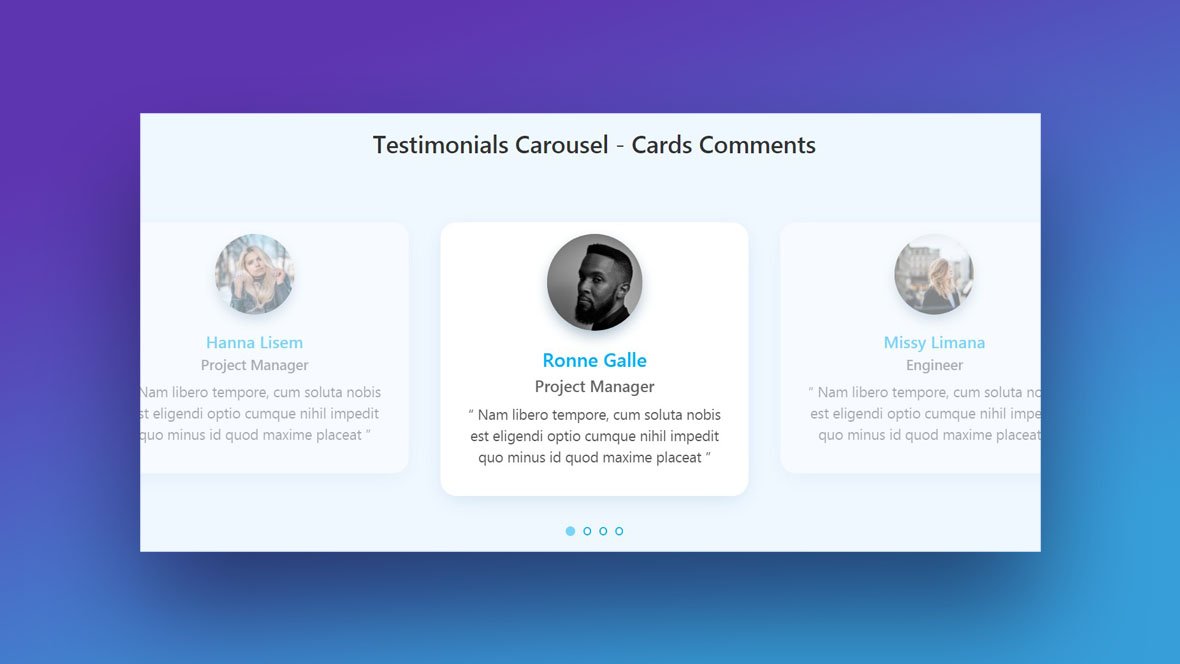 Testimonials Carousel - Cards Comments
Hanna Lisem
Project Manager
Nam libero tempore, cum soluta nobis
st eligendi optio cumque nihil impedit
quo minus id quod maxime placeat ”
Ronne Galle
Project Manager
“ Nam libero tempore, cum soluta nobis
est eligendi optio cumque nihil impedit
quo minus id quod maxime placeat ”
Missy Limana
Engineer
“ Nam libero tempore, cum soluta no
est eligendi optio cumque nihil impe
quo minus id quod maxime placeat